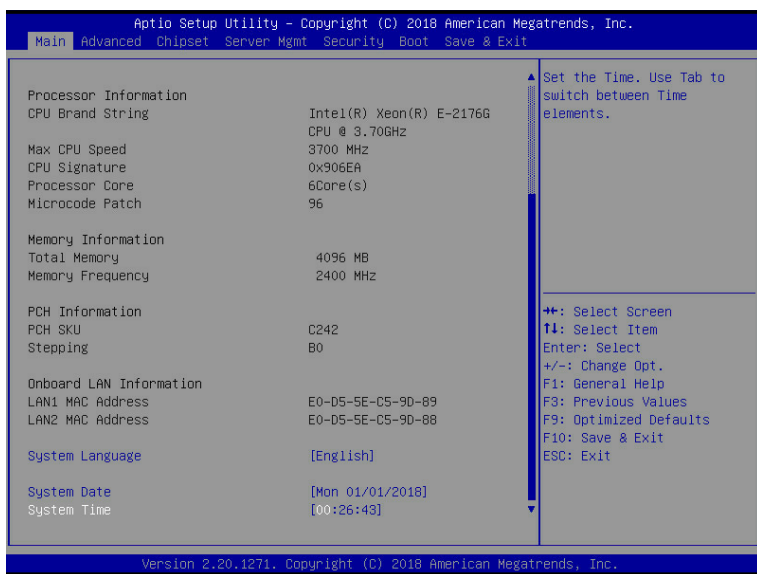 Aptio Setup Utility – Copyright (C) 2018 American Megatrends, Inc.
Main Advanced Chipset Server Mgmt Security Boot Save & Exit
Processor Information
CPU Brand String Intel(R) Xeon(R) E-2176G
CPU @ 3.70GHz
Max CPU Speed 3700 MHz
CPU Signature 0x906EA
Processor Core 6Core(s)
Microcode Patch 96
Memory Information
Total Memory 4096 MB
Memory Frequency 2400 MHz
PCH Information
PCH SKU C242
Stepping B0
Onboard LAN Information
LAN1 MAC Address E0-D5-5E-C5-9D-89
LAN2 MAC Address E0-D5-5E-C5-9D-88
System Language [English]
System Date [Mon 01/01/2018]
System Time [00:26:43]
Set the Time. Use Tab to
switch between Time
elements.
→←: Select Screen
↑↓: Select Item
Enter: Select
+/-: Change Opt.
F1: General Help
F3: Previous Values
F9: Optimized Defaults
F10: Save & Exit
ESC: Exit
Version 2.20.1271. Copyright (C) 2018 American Megatrends, Inc.